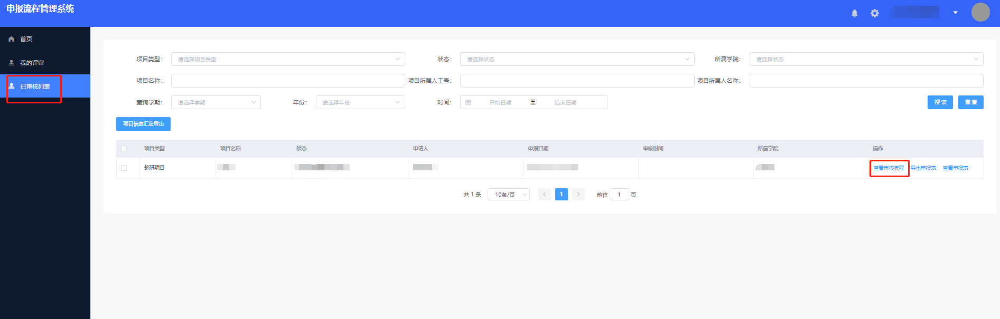 申报流程管理系统
首页
我的评审
已审核列表
项目类型： 请选择项目类型 状态： 请选择状态 所属学院： 请选择状态
项目名称： 项目所属人工号： 项目所属人名称：
查询学期： 请选择学期 年份： 请选择年份 时间： 开始日期 至 结束日期 搜 索 重 置
项目信息汇总导出
项目类型 项目名称 状态 申请人 申报日期 审核时间 所属学院 操作
教研项目 查看审核流程 导出申报表 查看申报表
共 1 条 10条/页 1 前往 1 页